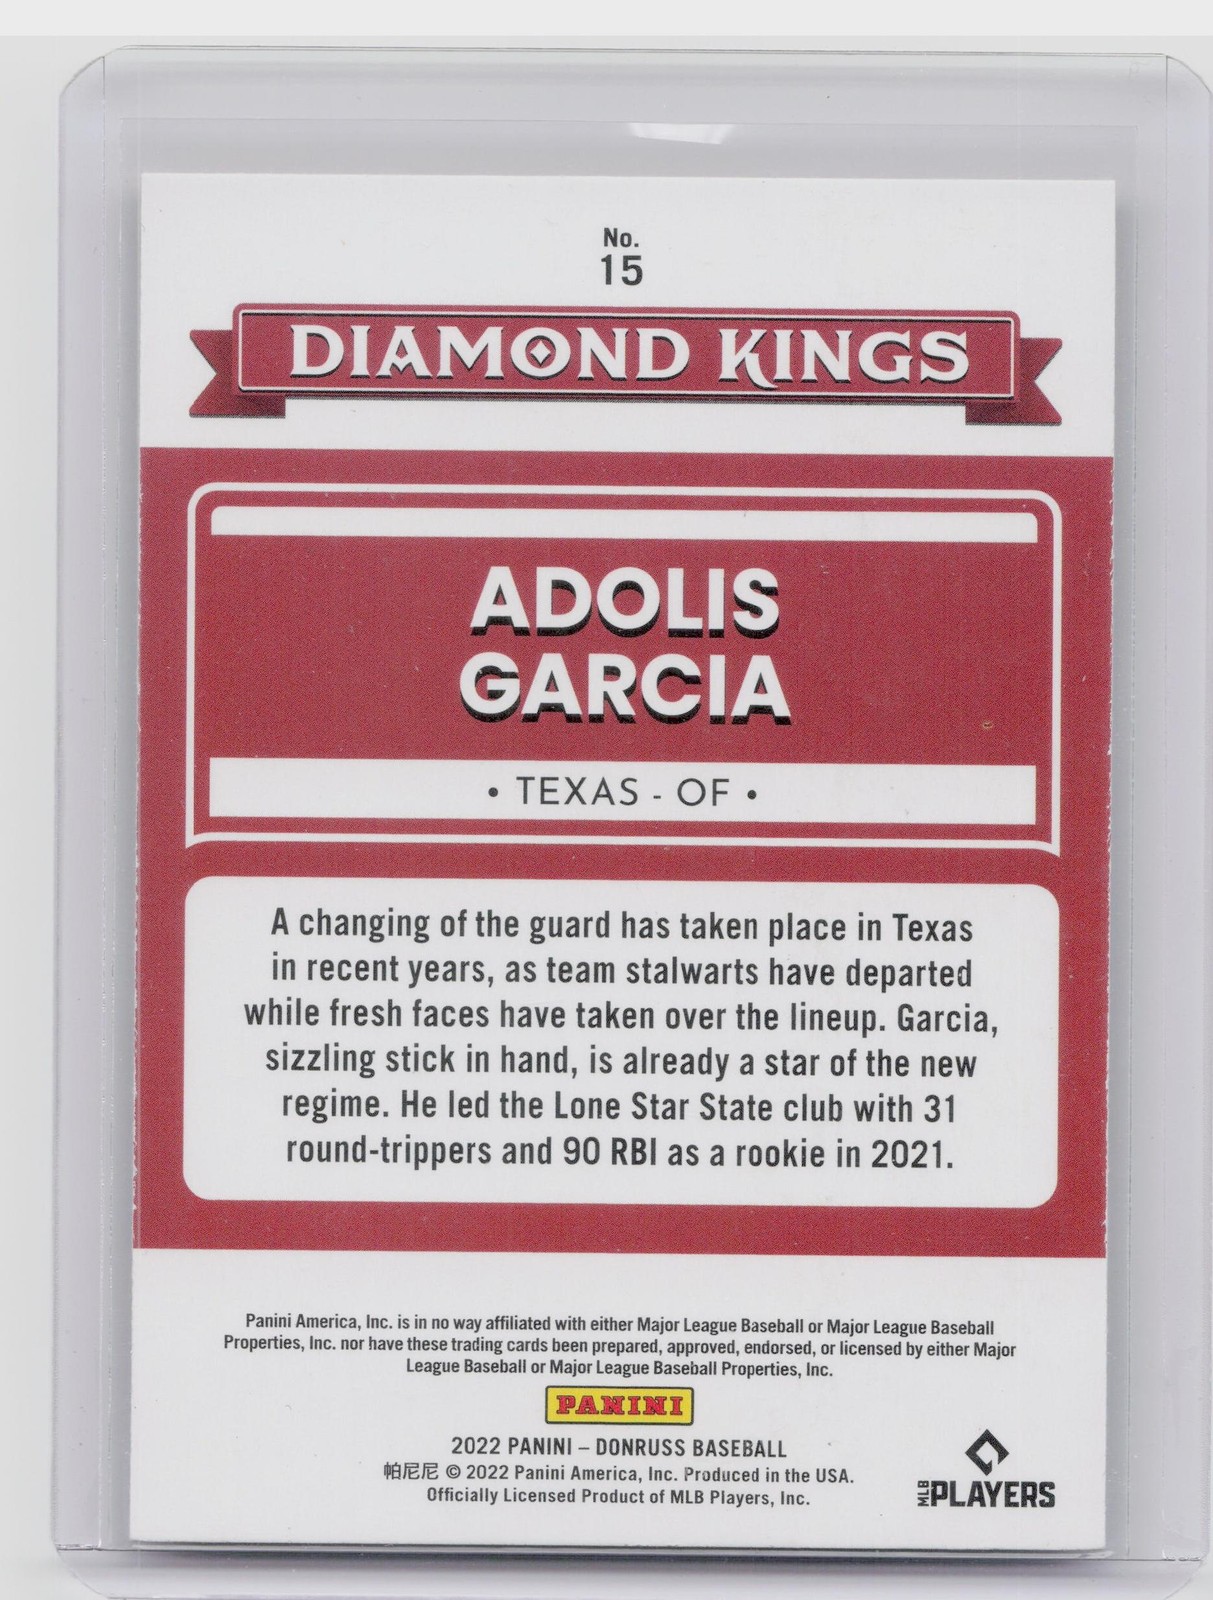 No.
15
DIAMOND KINGS
ADOLIS
GARCIA
• TEXAS - OF •
A changing of the guard has taken place in Texas
in recent years, as team stalwarts have departed
while fresh faces have taken over the lineup. Garcia,
sizzling stick in hand, is already a star of the new
regime. He led the Lone Star State club with 31
round-trippers and 90 RBI as a rookie in 2021.
Panini America, Inc. is in no way affiliated with either Major League Baseball or Major League Baseball
Properties, Inc. nor have these trading cards been prepared, approved, endorsed, or licensed by either Major
League Baseball or Major League Baseball Properties, Inc.
PANINI
2022 PANINI – DONRUSS BASEBALL
帕尼尼 © 2022 Panini America, Inc. Produced in the USA.
Officially Licensed Product of MLB Players, Inc.
MLB PLAYERS